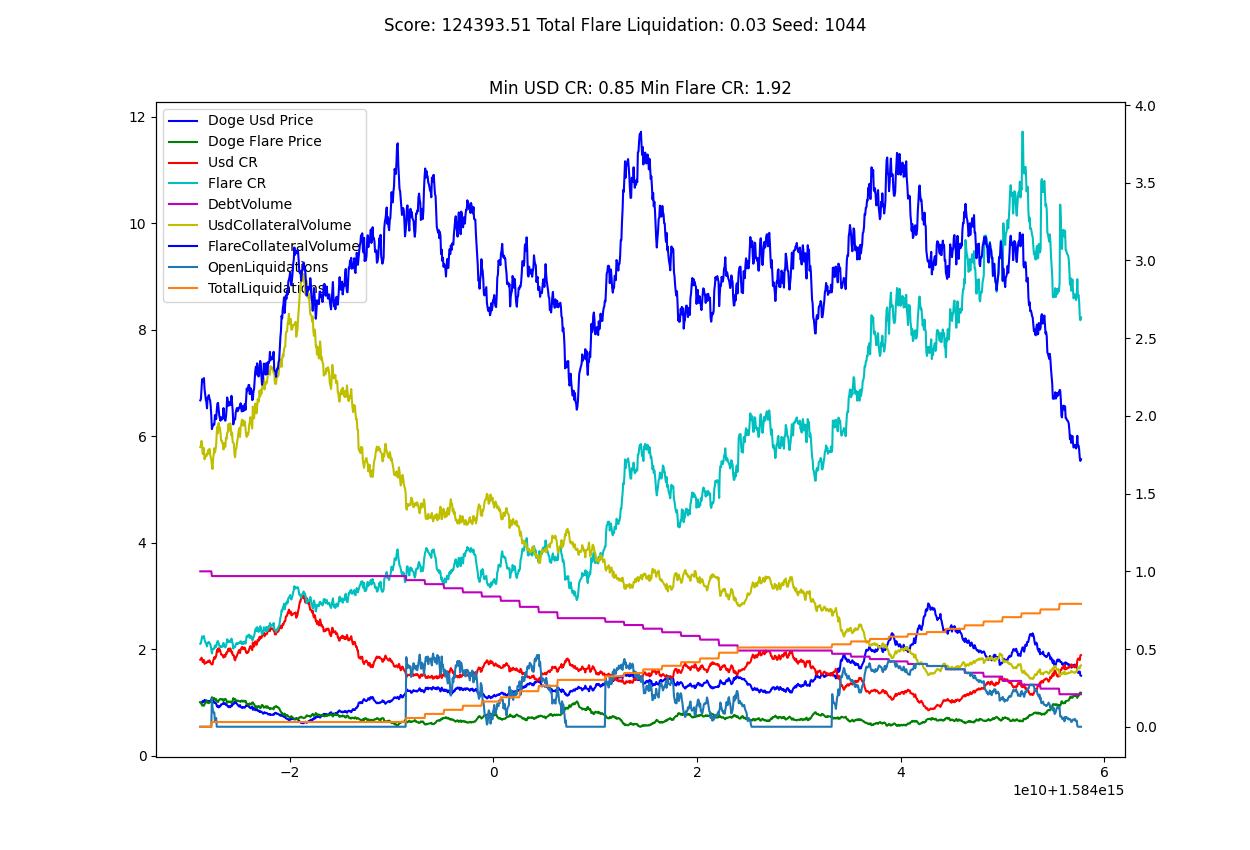 Score: 124393.51 Total Flare Liquidation: 0.03 Seed: 1044
Min USD CR: 0.85 Min Flare CR: 1.92
Doge Usd Price
Doge Flare Price
Usd CR
Flare CR
DebtVolume
UsdCollateralVolume
FlareCollateralVolume
OpenLiquidations
TotalLiquidations
12
10
8
6
4
2
0
4.0
3.5
3.0
2.5
2.0
1.5
1.0
0.5
0.0
−2
0
2
4
6
1e10+1.584e15